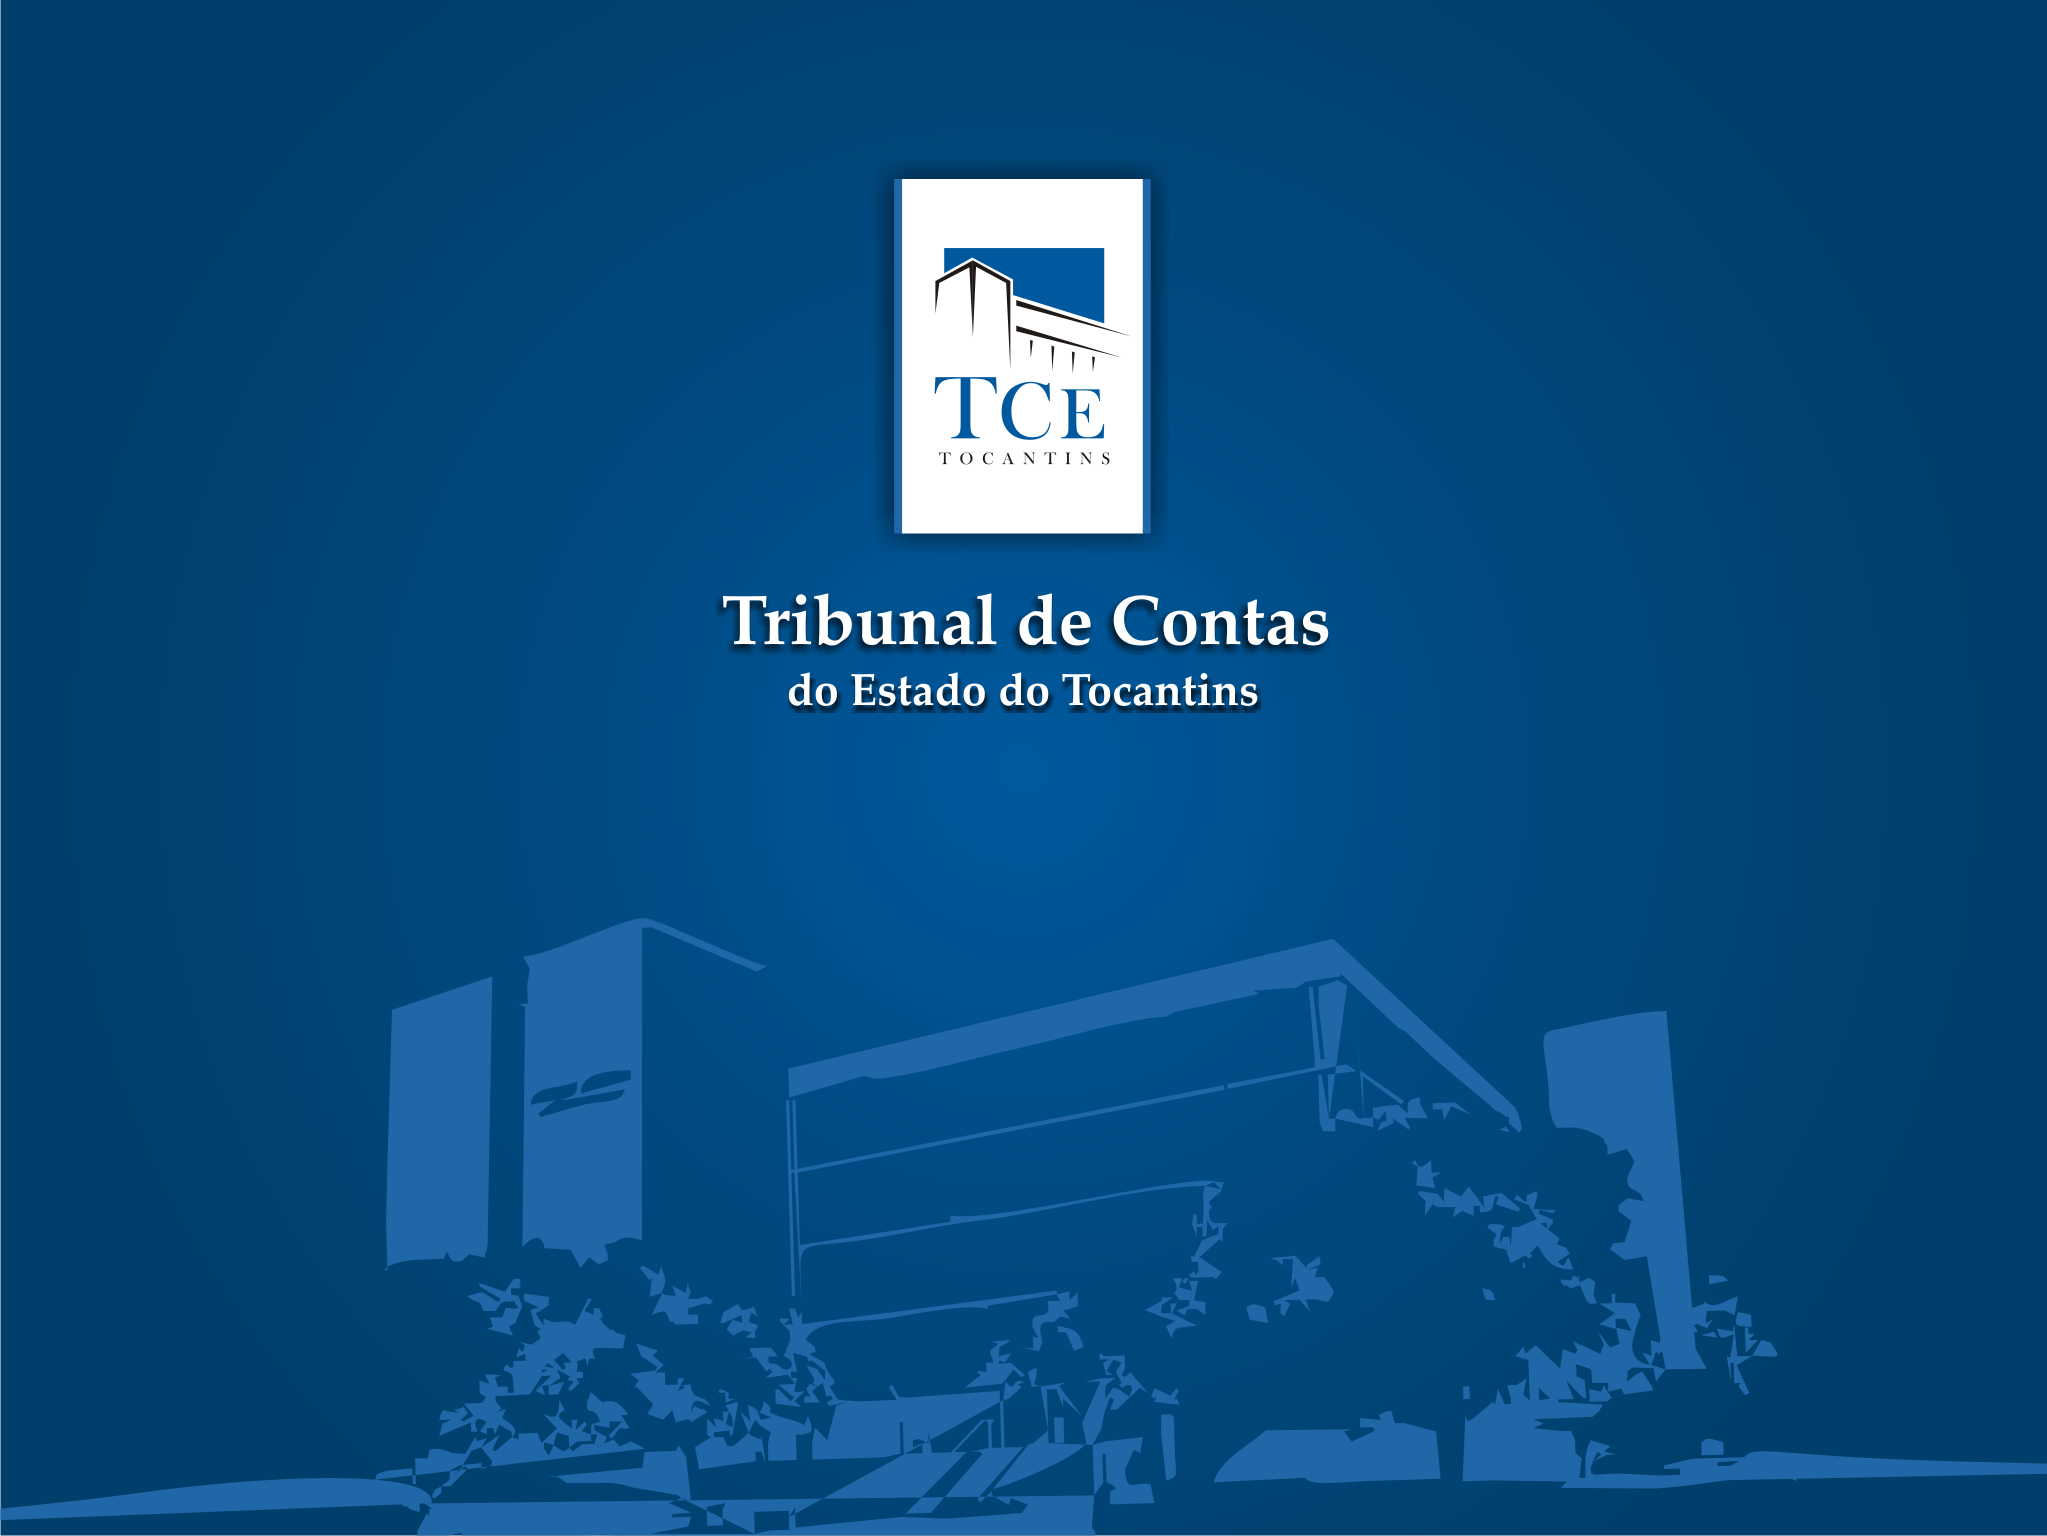 TCE
TOCANTINS
Tribunal de Contas
do Estado do Tocantins